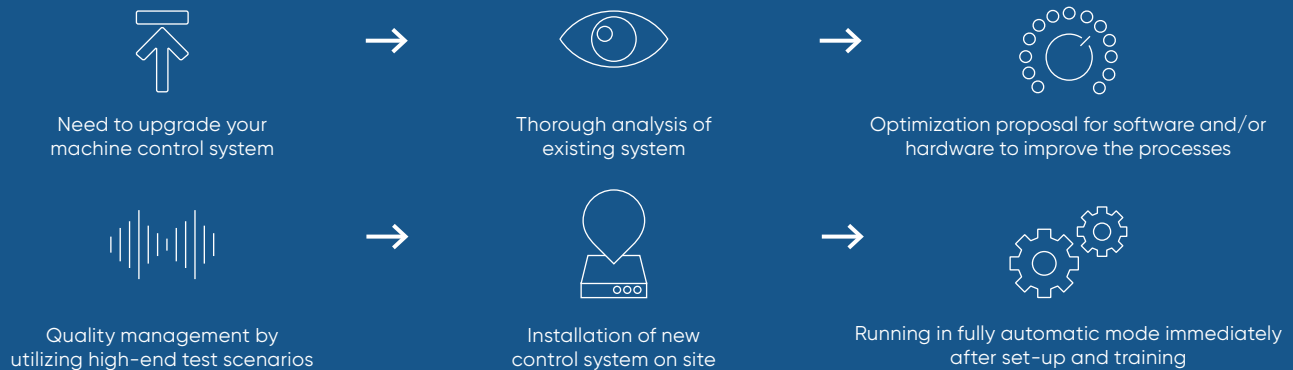 Need to upgrade your
machine control system
Thorough analysis of
existing system
Optimization proposal for software and/or
hardware to improve the processes
Quality management by
utilizing high-end test scenarios
Installation of new
control system on site
Running in fully automatic mode immediately
after set-up and training